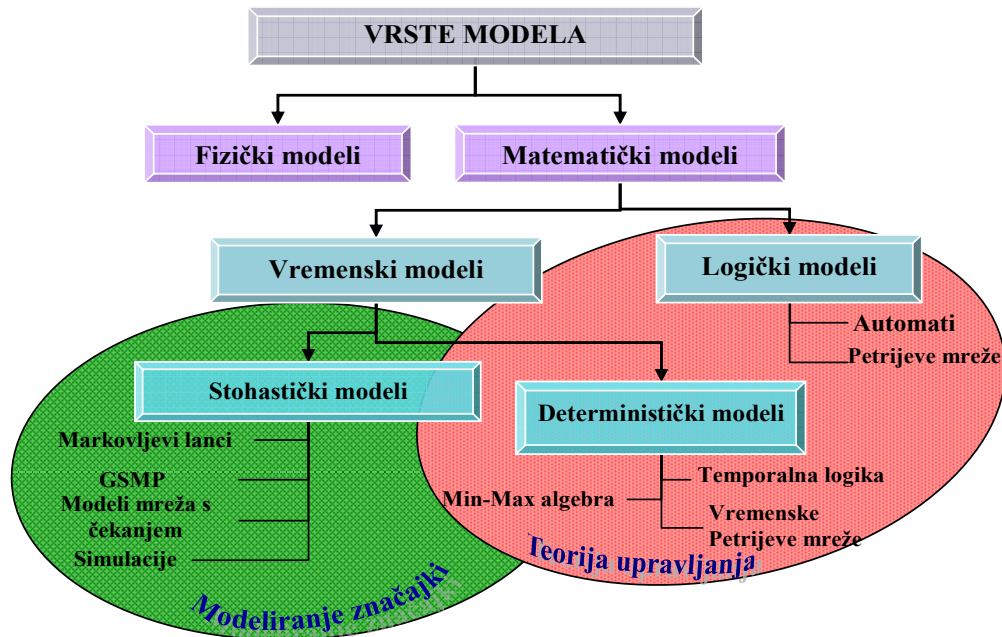 VRSTE MODELA
Fizički modeli
Matematički modeli
Vremenski modeli
Logički modeli
Automati
Petrijeve mreže
Stohastički modeli
Deterministički modeli
Markovljevi lanci
GSMP
Modeli mreža s
čekanjem
Simulacije
Temporalna logika
Min-Max algebra
Vremenske
Petrijeve mreže
Modeliranje značajki
Teorija upravljanja